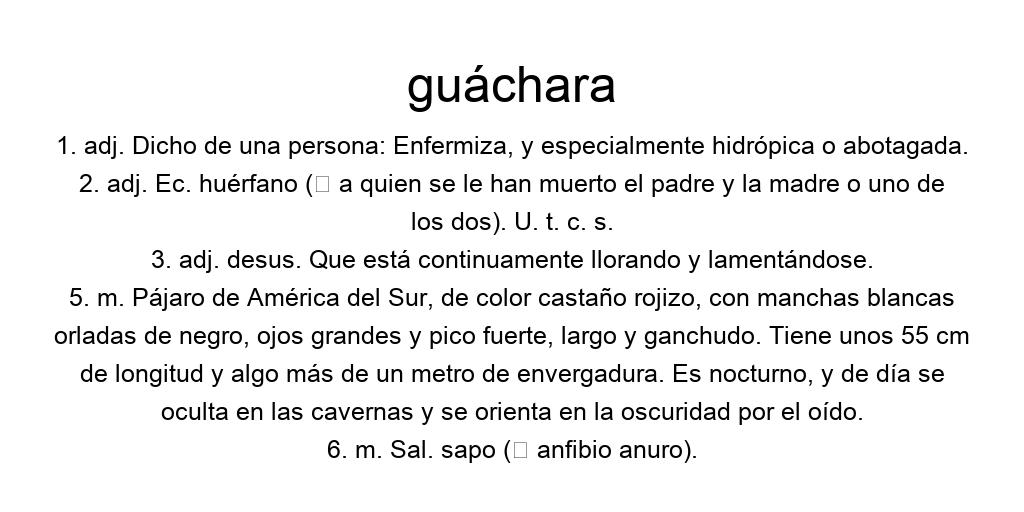 guáchara
1. adj. Dicho de una persona: Enfermiza, y especialmente hidrópica o abotagada.
2. adj. Ec. huérfano (□ a quien se le han muerto el padre y la madre o uno de
los dos). U. t. c. s.
3. adj. desus. Que está continuamente llorando y lamentándose.
5. m. Pájaro de América del Sur, de color castaño rojizo, con manchas blancas
orladas de negro, ojos grandes y pico fuerte, largo y ganchudo. Tiene unos 55 cm
de longitud y algo más de un metro de envergadura. Es nocturno, y de día se
oculta en las cavernas y se orienta en la oscuridad por el oído.
6. m. Sal. sapo (□ anfibio anuro).